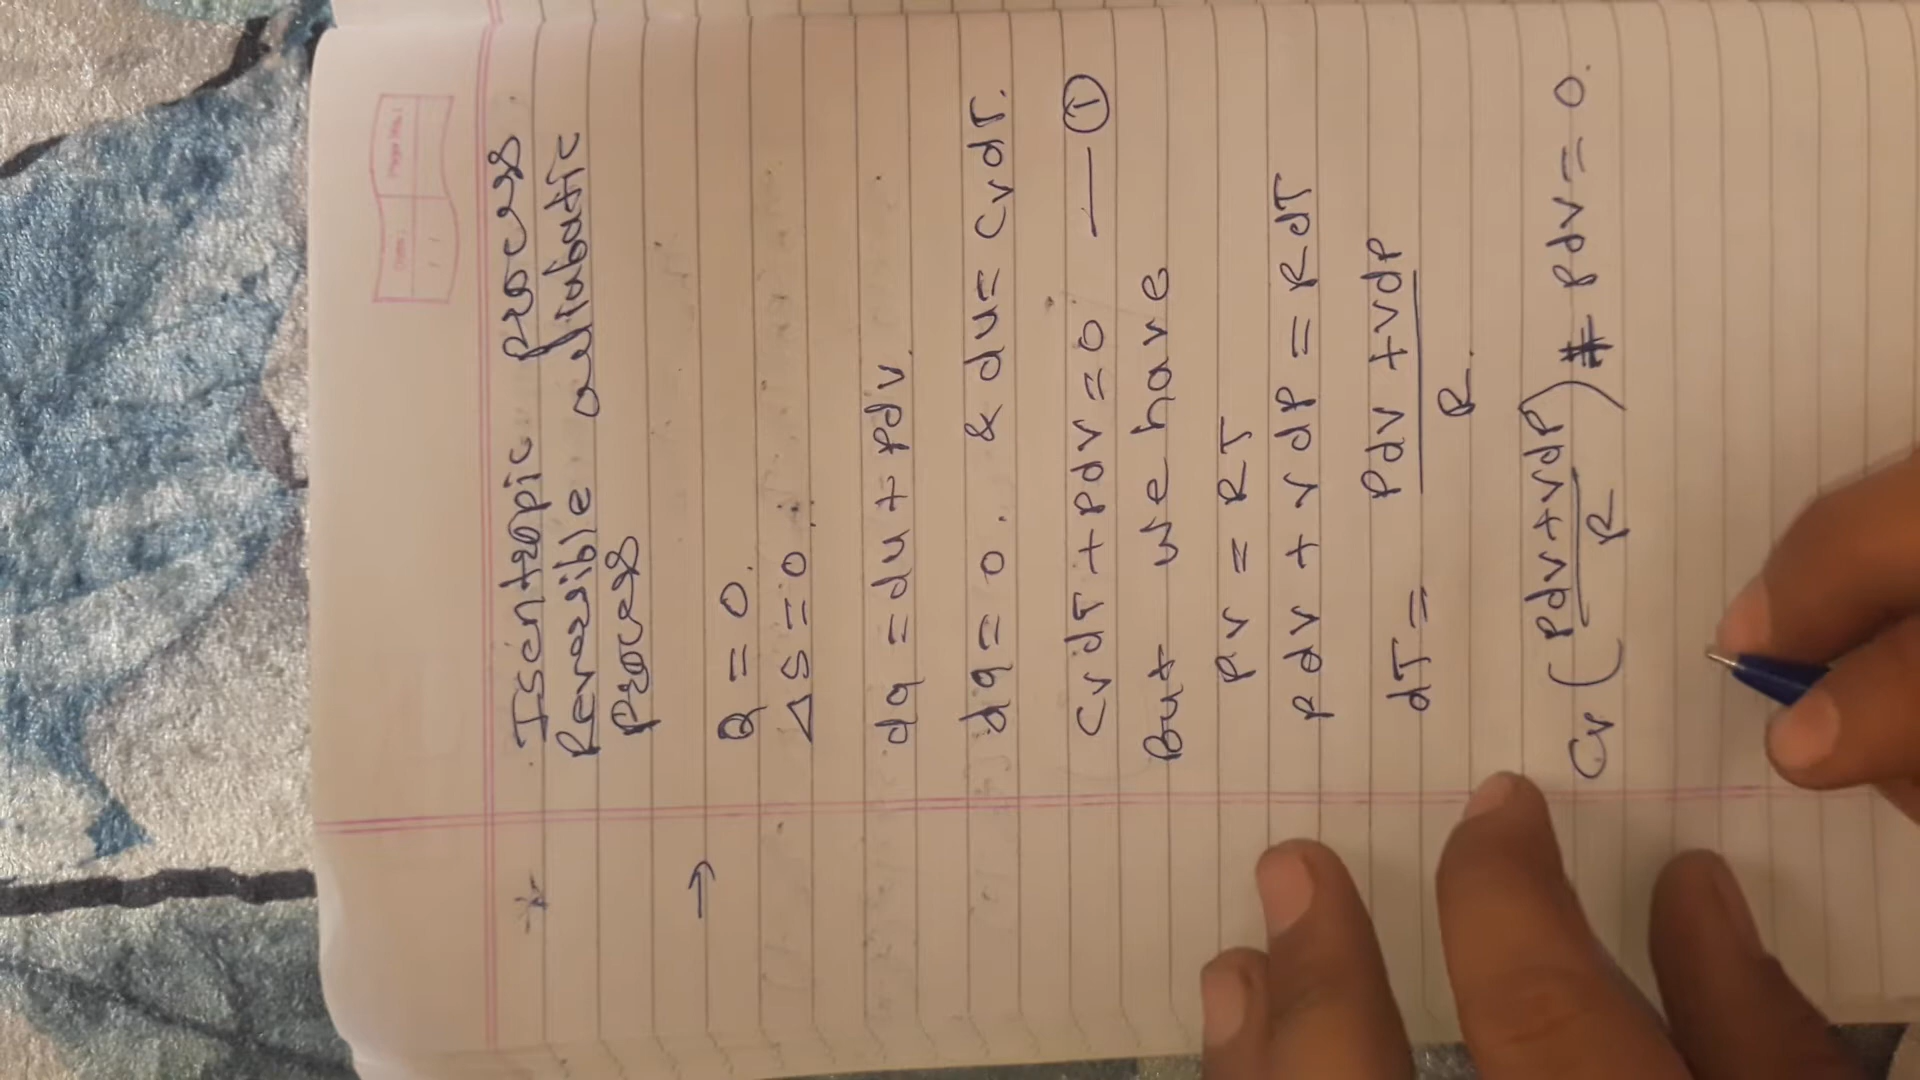 * Isentropic process.
Reversible adiabatic
process
→ Q = 0.
ΔS = 0.
dq = du + pdv.
dq = 0. & du = CvdT.
CvdT + pdv = 0 — ①
But we have
Pv = RT
pdv + vdp = RdT
dT = Pdv + vdp / R.
Cv (Pdv + vdp / R) + pdv = 0.